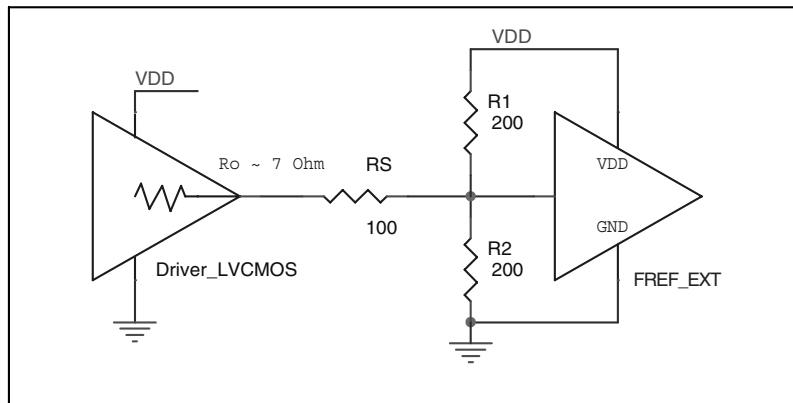 VDD
VDD
R1
200
Ro ~ 7 Ohm
RS
VDD
100
GND
R2
200
Driver_LVCMOS
FREF_EXT